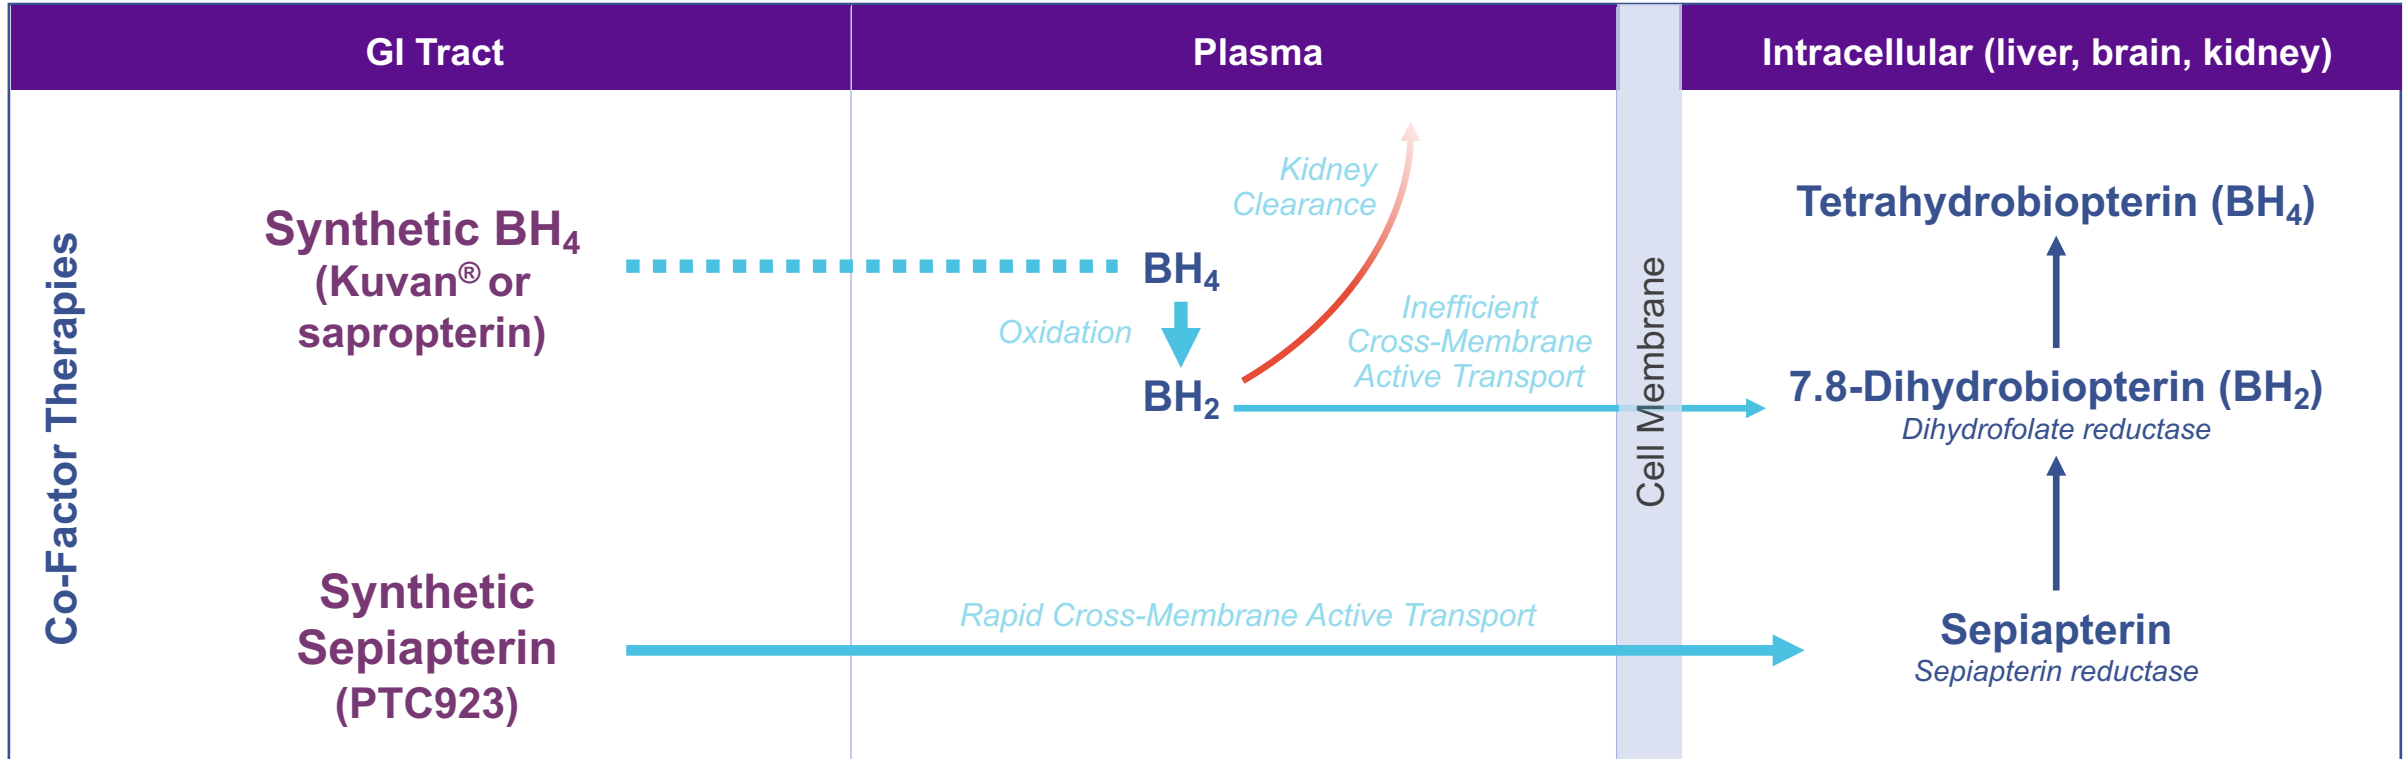 GI Tract
Plasma
Intracellular (liver, brain, kidney)
Co-Factor Therapies
Synthetic BH₄
(Kuvan® or
sapropterin)
Oxidation
BH₄
BH₂
Kidney
Clearance
Inefficient
Cross-Membrane
Active Transport
Cell Membrane
Tetrahydrobiopterin (BH₄)
7.8-Dihydrobiopterin (BH₂)
Dihydrofolate reductase
Synthetic
Sepiapterin
(PTC923)
Rapid Cross-Membrane Active Transport
Sepiapterin
Sepiapterin reductase